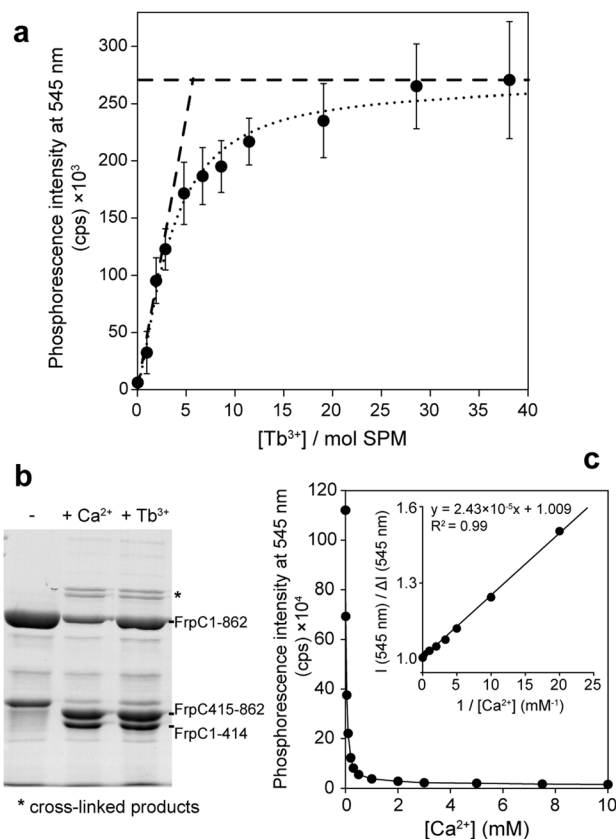 a
Phosphorescence intensity at 545 nm
(cps) ×10³
300
250
200
150
100
50
0
0 5 10 15 20 25 30 35 40
[Tb³⁺] / mol SPM
b
- + Ca²⁺ + Tb³⁺
*
FrpC1-862
FrpC415-862
FrpC1-414
* cross-linked products
c
Phosphorescence intensity at 545 nm
(cps) ×10⁴
120
100
80
60
40
20
0
0 2 4 6 8 10
[Ca²⁺] (mM)
I (545 nm) / ΔI (545 nm)
y = 2.43×10⁻⁵x + 1.009
R² = 0.99
1.6
1.3
1.0
0 5 10 15 20
1 / [Ca²⁺] (mM⁻¹)